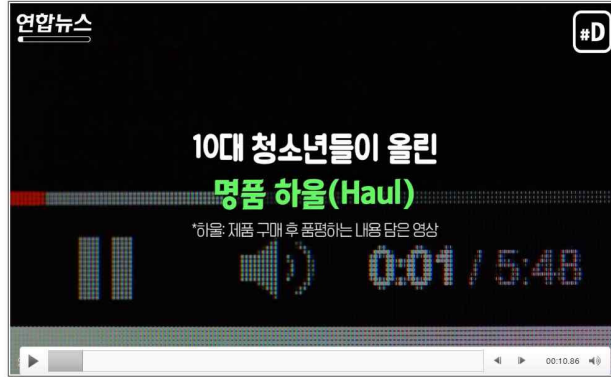 연합뉴스
#D
10대 청소년들이 올린
명품 하울(Haul)
*하울: 제품 구매 후 품평하는 내용 담은 영상
0:01 / 5:48
00:10.86